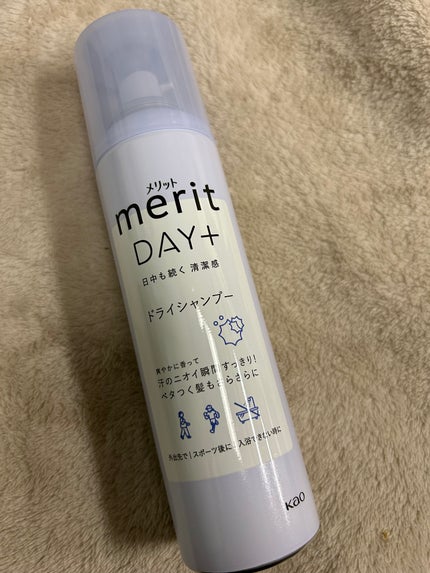 メリット
merit
DAY+
日中も続く 清潔感
ドライシャンプー
爽やかに香って
汗のニオイ瞬間すっきり!
ベタつく髪もさらさらに
外出先で | スポーツ後に | 入浴できない時に
Kao